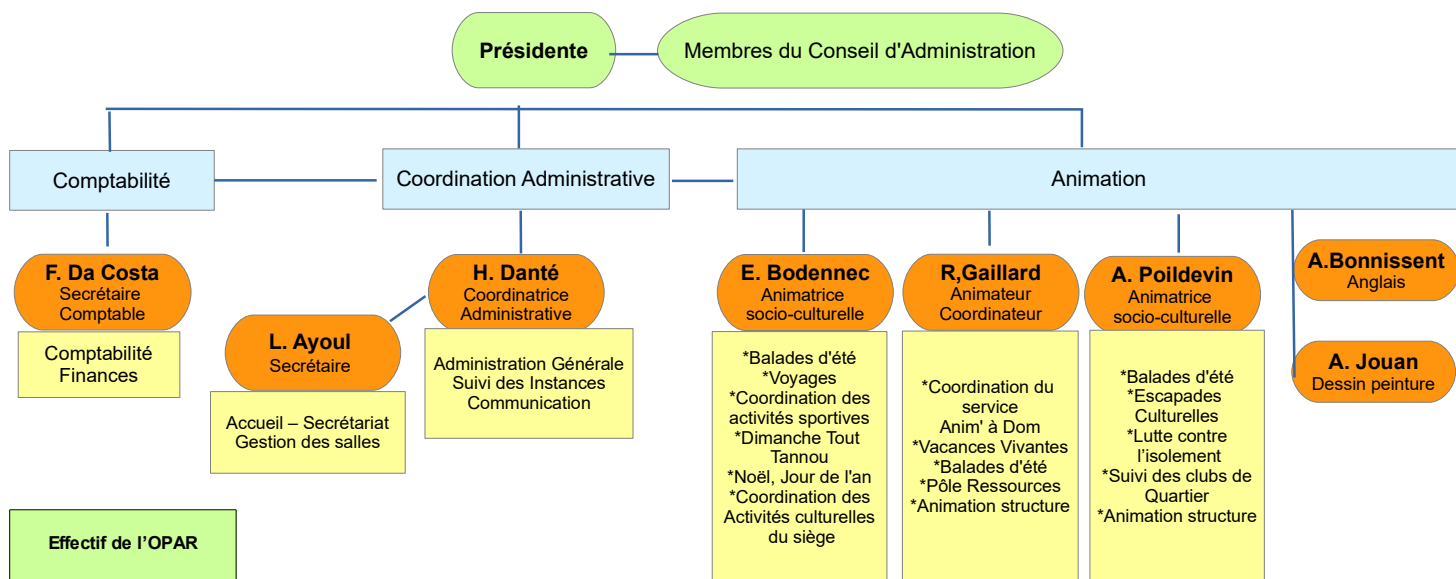 Présidente
Membres du Conseil d'Administration
Comptabilité
Coordination Administrative
Animation
F. Da Costa
Secrétaire
Comptable
Comptabilité
Finances
L. Ayoul
Secrétaire
Accueil – Secrétariat
Gestion des salles
H. Danté
Coordinatrice
Administrative
Administration Générale
Suivi des Instances
Communication
E. Bodennec
Animatrice
socio-culturelle
*Balades d'été
*Voyages
*Coordination des
activités sportives
*Dimanche Tout
Tannou
*Noël, Jour de l'an
*Coordination des
Activités culturelles
du siège
R,Gaillard
Animateur
Coordinateur
*Coordination du
service
Anim' à Dom
*Vacances Vivantes
*Balades d'été
*Pôle Ressources
*Animation structure
A. Poildevin
Animatrice
socio-culturelle
*Balades d'été
*Escapades
Culturelles
*Lutte contre
l’isolement
*Suivi des clubs de
Quartier
*Animation structure
A.Bonnissent
Anglais
A. Jouan
Dessin peinture
Effectif de l’OPAR